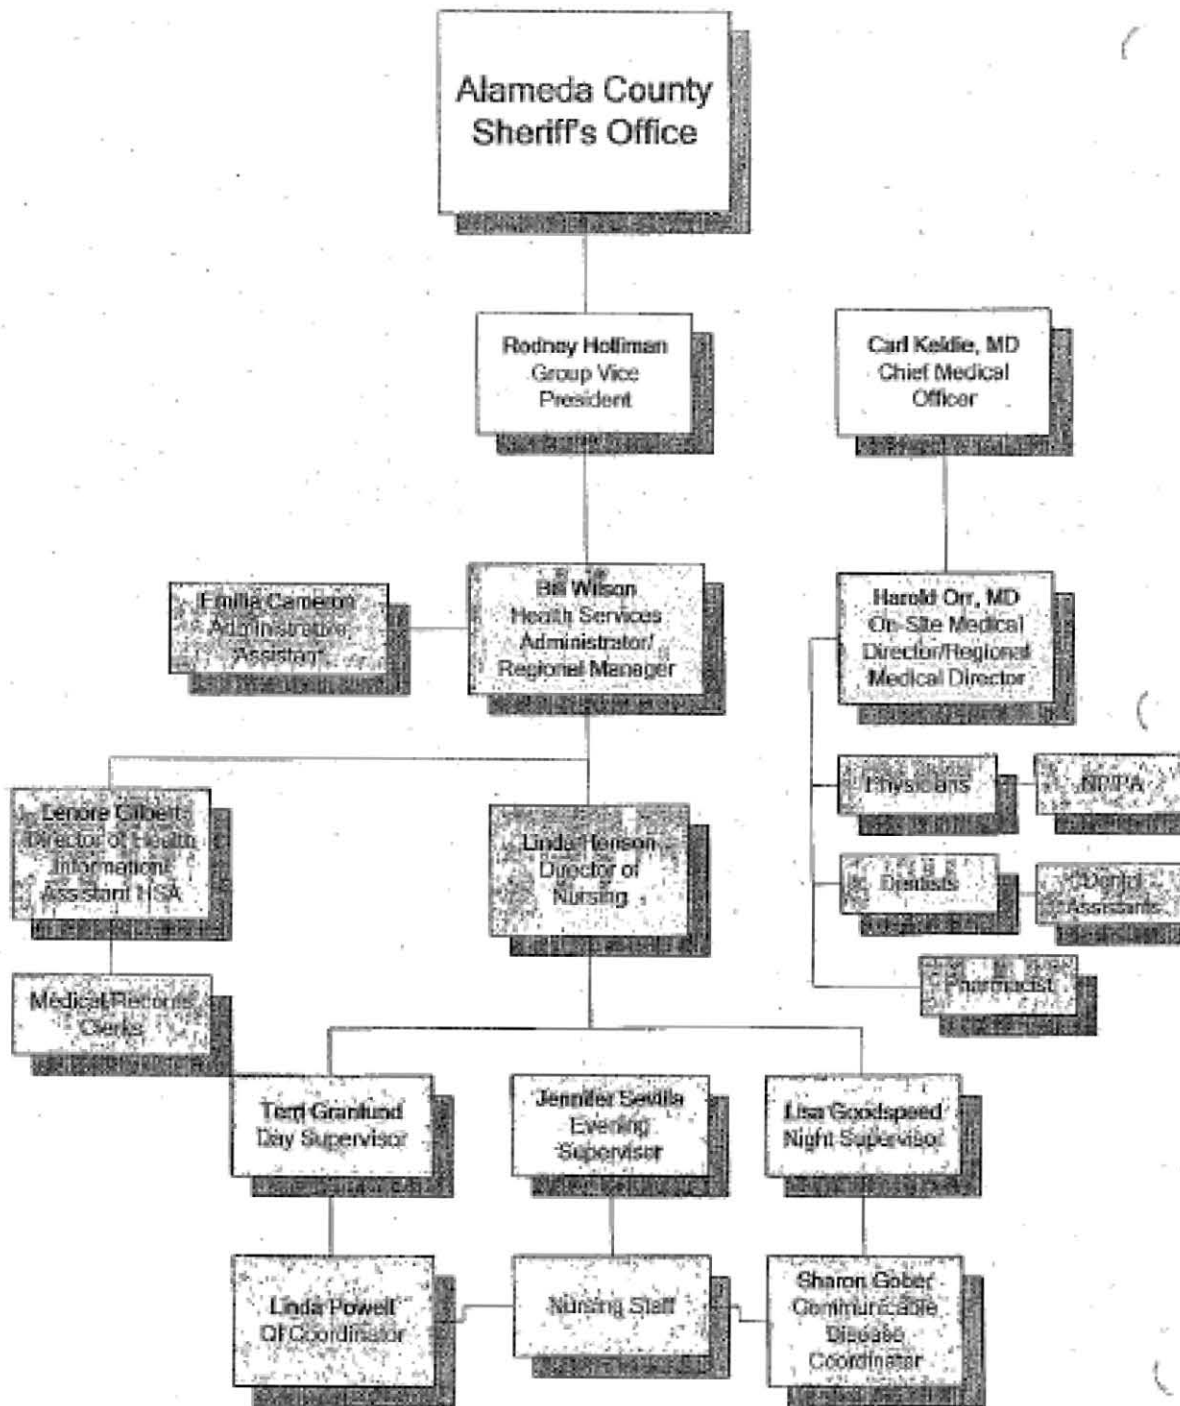 Alameda County
Sheriff's Office
Rodney Holliman
Group Vice
President
Carl Keldie, MD
Chief Medical
Officer
Emilia Cameron
Administrative
Assistant
Bill Wilson
Health Services
Administrator/
Regional Manager
Harold Orr, MD
On-Site Medical
Director/Regional
Medical Director
Physicians
NP/PA
Lenore Gilbert
Director of Health
Information/
Assistant HSA
Linda Henson
Director of
Nursing
Dentists
Dental
Assistants
Pharmacist
Medical Records
Clerks
Terri Granlund
Day Supervisor
Jennifer Sevilla
Evening
Supervisor
Lisa Goodspeed
Night Supervisor
Linda Powell
QI Coordinator
Nursing Staff
Sharon Gober
Communicable
Disease
Coordinator